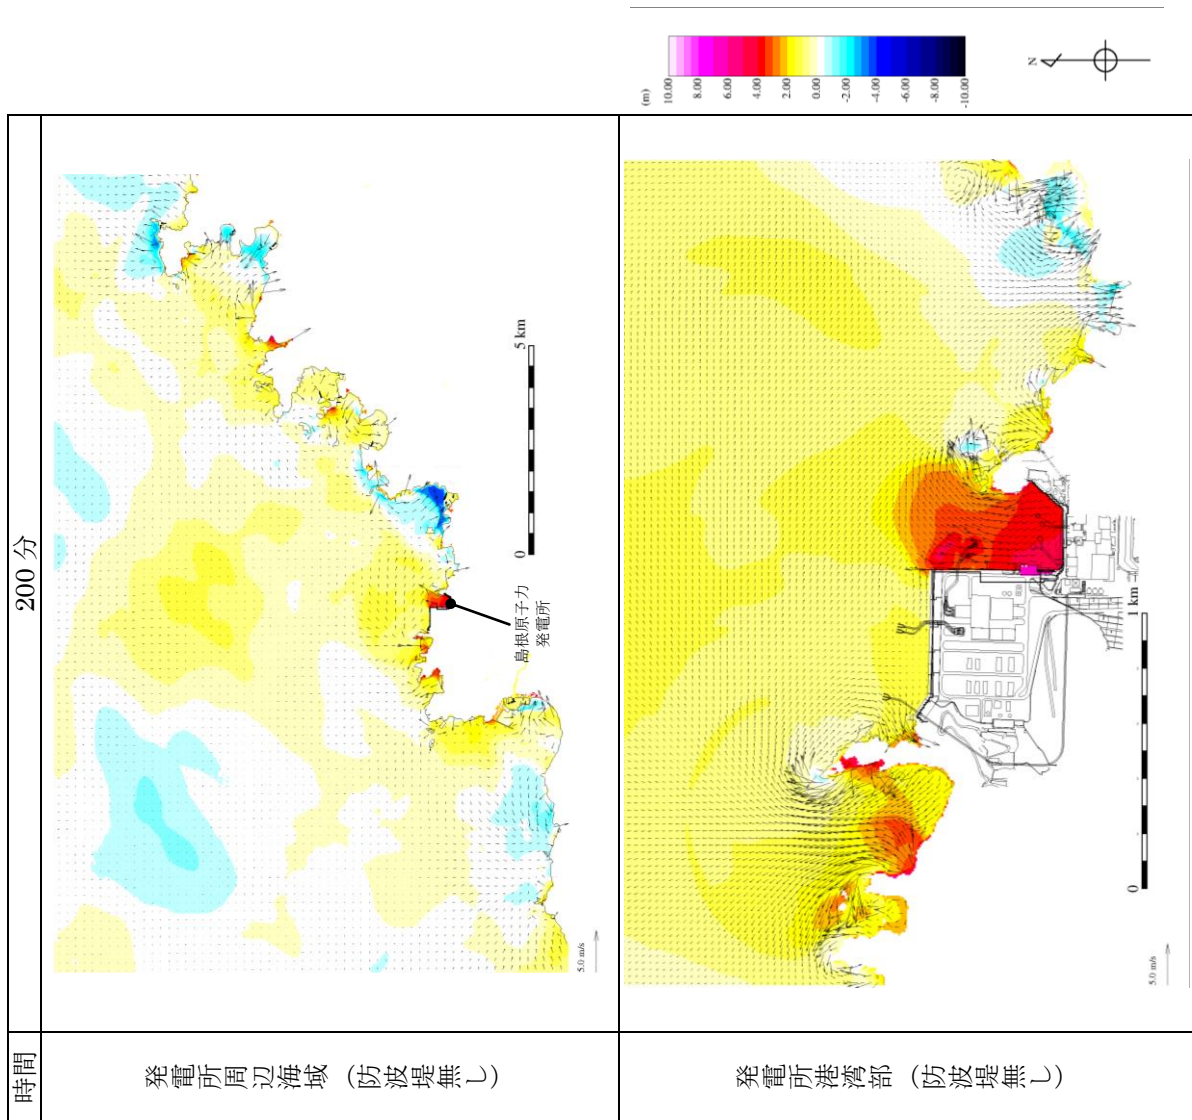 時間
200 分
発電所周辺海域（防波堤無し）
島根原子力
発電所
0
5 km
5.0 m/s
発電所港湾部（防波堤無し）
0
1 km
5.0 m/s
(m)
10.00
8.00
6.00
4.00
2.00
0.00
-2.00
-4.00
-6.00
-8.00
-10.00
N